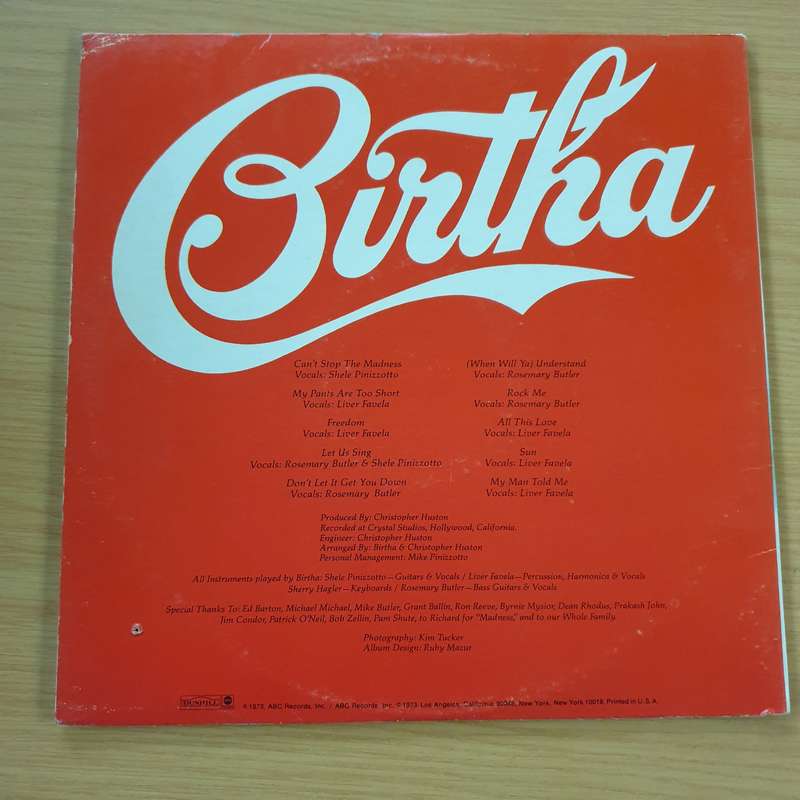 Birtha
Can't Stop The Madness
Vocals: Shele Pinizzotto
My Pants Are Too Short
Vocals: Liver Favela
Freedom
Vocals: Liver Favela
Let Us Sing
Vocals: Rosemary Butler & Shele Pinizzotto
Don't Let It Get You Down
Vocals: Rosemary Butler
(When Will Ya) Understand
Vocals: Rosemary Butler
Rock Me
Vocals: Rosemary Butler
All This Love
Vocals: Liver Favela
Sun
Vocals: Liver Favela
My Man Told Me
Vocals: Liver Favela
Produced By: Christopher Huston
Recorded at Crystal Studios, Hollywood, California.
Engineer: Christopher Huston
Arranged By: Birtha & Christopher Huston
Personal Management: Mike Pinizzotto
All Instruments played by Birtha: Shele Pinizzotto—Guitars & Vocals / Liver Favela—Percussion, Harmonica & Vocals
Sherry Hagler—Keyboards / Rosemary Butler—Bass Guitars & Vocals
Special Thanks To: Ed Barton, Michael Michael, Mike Butler, Grant Ballin, Ron Reeve, Byrnie Mysior, Dean Rhodus, Prakash John,
Jim Condor, Patrick O'Neil, Bob Zellin, Pam Shute, to Richard for "Madness," and to our Whole Family.
Photography: Kim Tucker
Album Design: Ruby Mazur
DUNHILL abc ℗ 1973, ABC Records, Inc. / ABC Records, Inc. © 1973 Los Angeles, California 90048, New York, New York 10019, Printed in U.S.A.